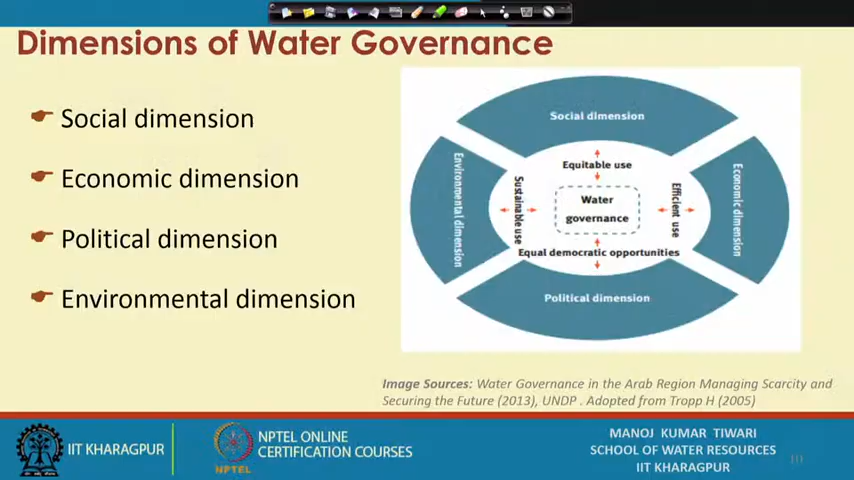 Dimensions of Water Governance
Social dimension
Economic dimension
Political dimension
Environmental dimension
Social dimension
Equitable use
Environmental dimension
Sustainable use
Water
governance
Efficient use
Economic dimension
Equal democratic opportunities
Political dimension
Image Sources: Water Governance in the Arab Region Managing Scarcity and
Securing the Future (2013), UNDP . Adopted from Tropp H (2005)
IIT KHARAGPUR
NPTEL
NPTEL ONLINE
CERTIFICATION COURSES
MANOJ KUMAR TIWARI
SCHOOL OF WATER RESOURCES
IIT KHARAGPUR